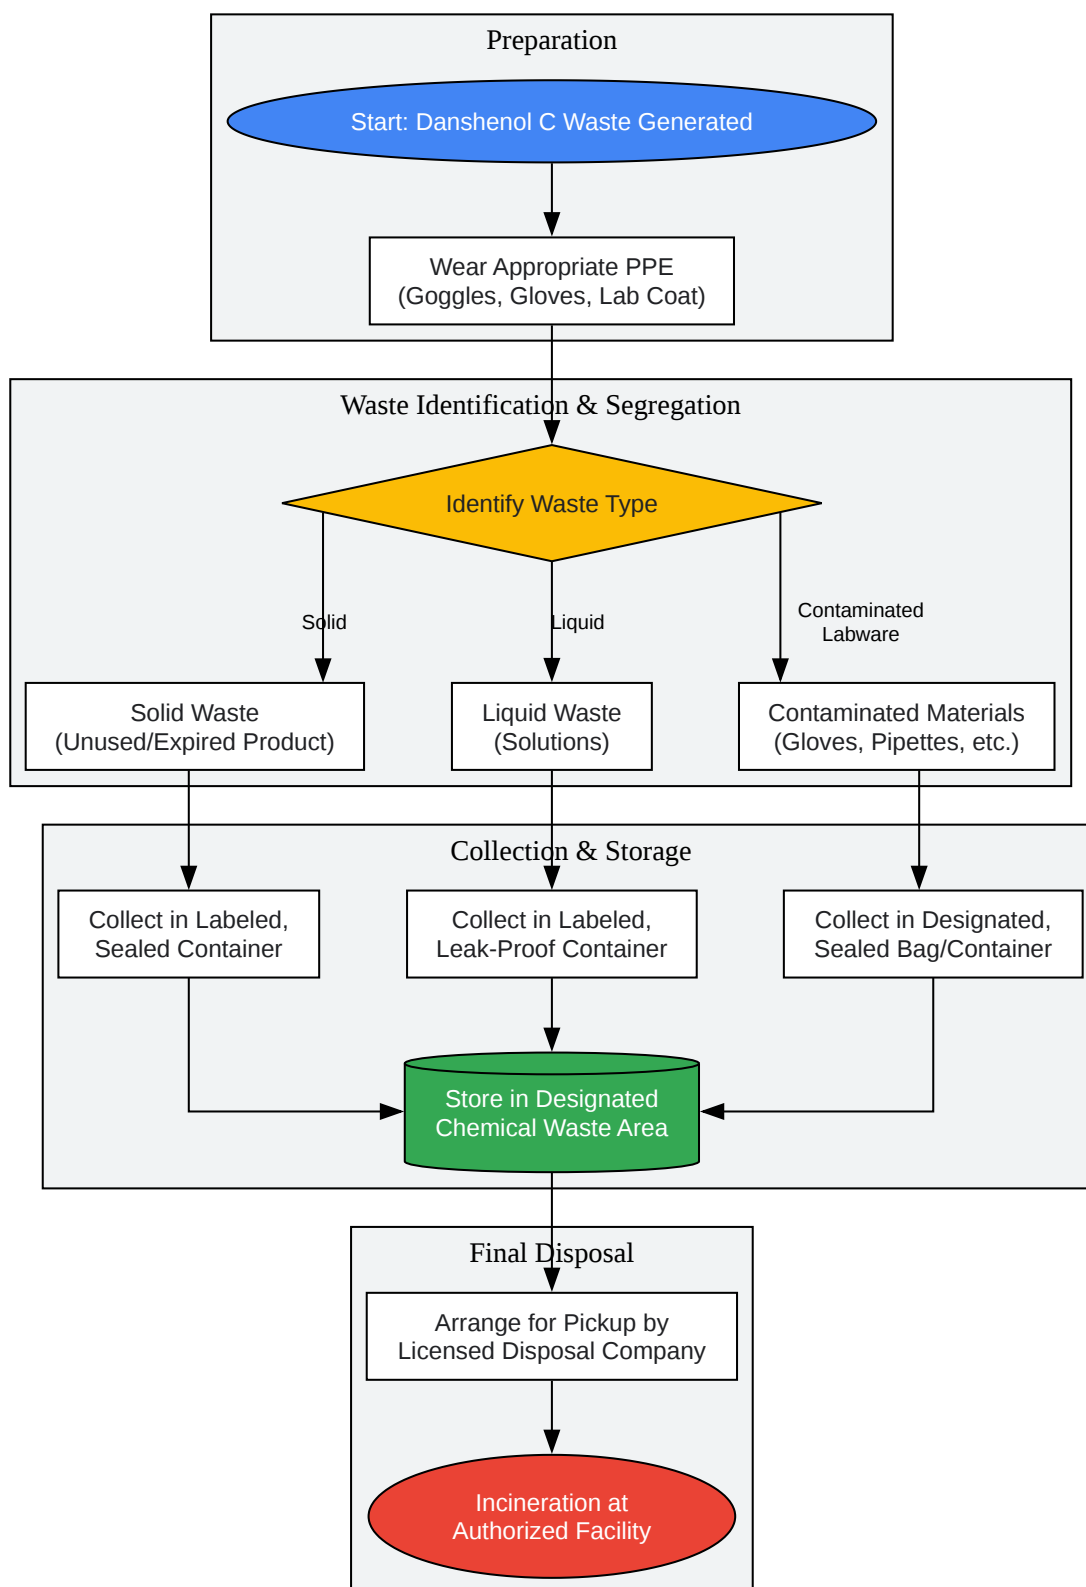 Preparation
Start: Danshenol C Waste Generated
Wear Appropriate PPE
(Goggles, Gloves, Lab Coat)
Waste Identification & Segregation
Identify Waste Type
Solid
Liquid
Contaminated
Labware
Solid Waste
(Unused/Expired Product)
Liquid Waste
(Solutions)
Contaminated Materials
(Gloves, Pipettes, etc.)
Collection & Storage
Collect in Labeled,
Sealed Container
Collect in Labeled,
Leak-Proof Container
Collect in Designated,
Sealed Bag/Container
Store in Designated
Chemical Waste Area
Final Disposal
Arrange for Pickup by
Licensed Disposal Company
Incineration at
Authorized Facility